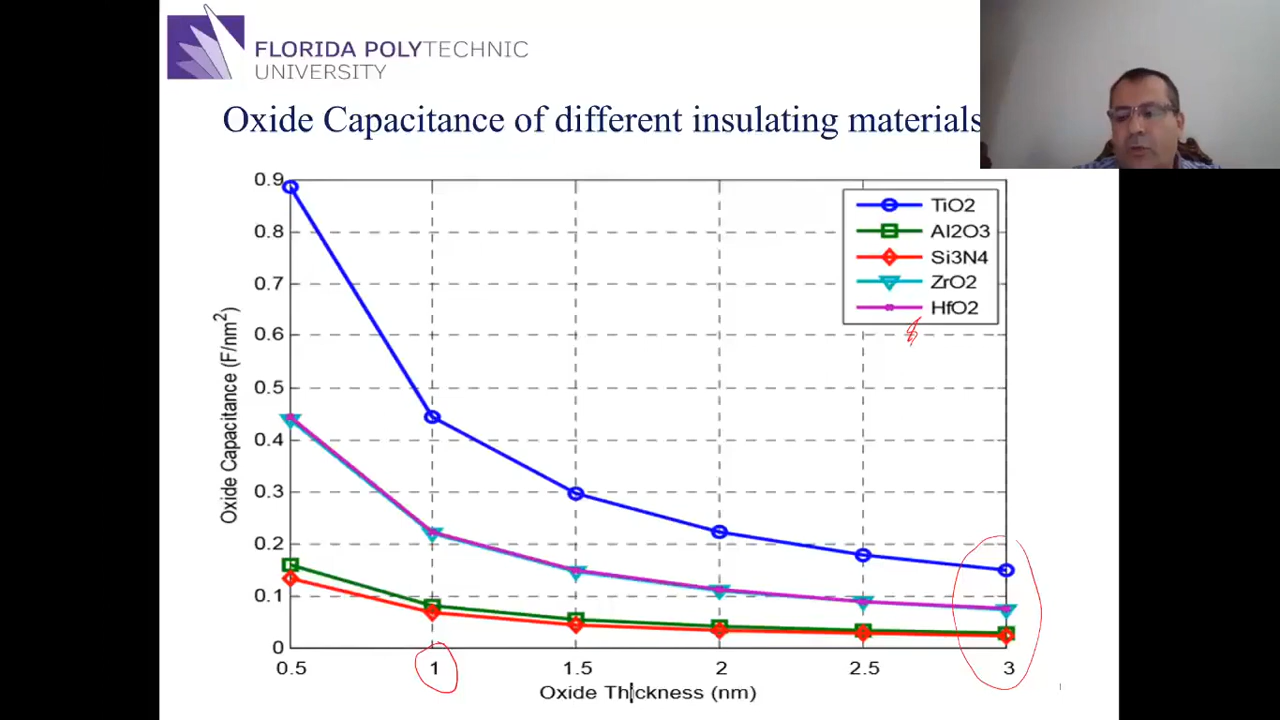 FLORIDA POLYTECHNIC
UNIVERSITY
Oxide Capacitance of different insulating materials
TiO2
Al2O3
Si3N4
ZrO2
HfO2
Oxide Capacitance (F/nm²)
0.9
0.8
0.7
0.6
0.5
0.4
0.3
0.2
0.1
0
0.5 1 1.5 2 2.5 3
Oxide Thickness (nm)